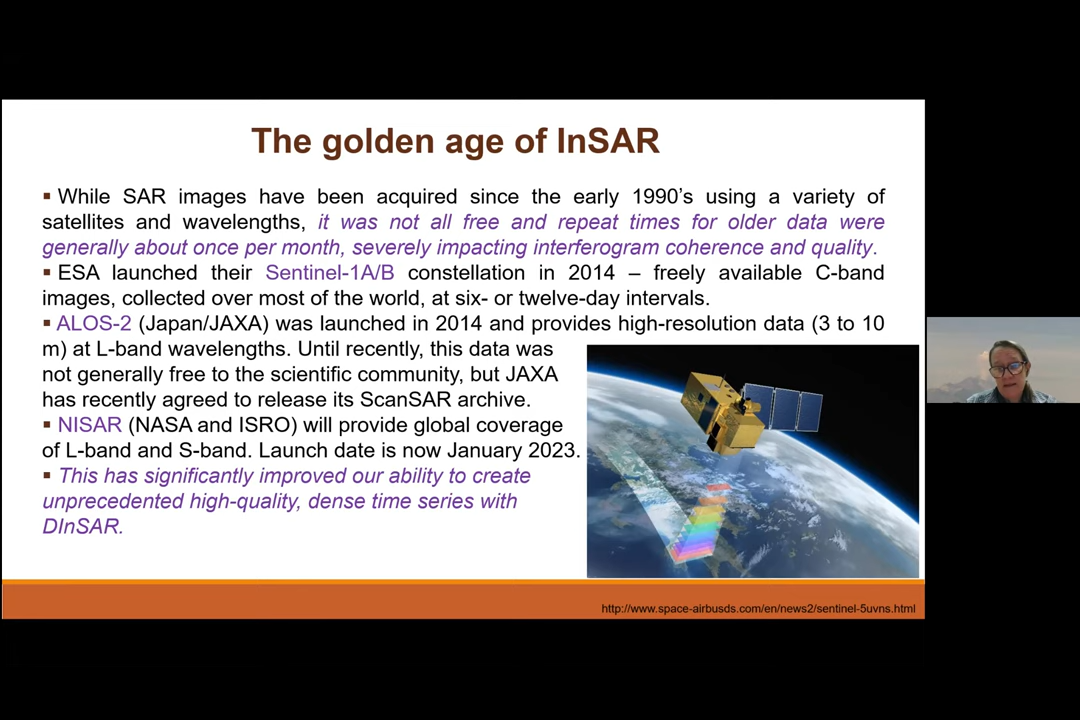 The golden age of InSAR
▪ While SAR images have been acquired since the early 1990’s using a variety of
satellites and wavelengths, it was not all free and repeat times for older data were
generally about once per month, severely impacting interferogram coherence and quality.
▪ ESA launched their Sentinel-1A/B constellation in 2014 – freely available C-band
images, collected over most of the world, at six- or twelve-day intervals.
▪ ALOS-2 (Japan/JAXA) was launched in 2014 and provides high-resolution data (3 to 10
m) at L-band wavelengths. Until recently, this data was
not generally free to the scientific community, but JAXA
has recently agreed to release its ScanSAR archive.
▪ NISAR (NASA and ISRO) will provide global coverage
of L-band and S-band. Launch date is now January 2023.
▪ This has significantly improved our ability to create
unprecedented high-quality, dense time series with
DInSAR.
http://www.space-airbusds.com/en/news2/sentinel-5uvns.html